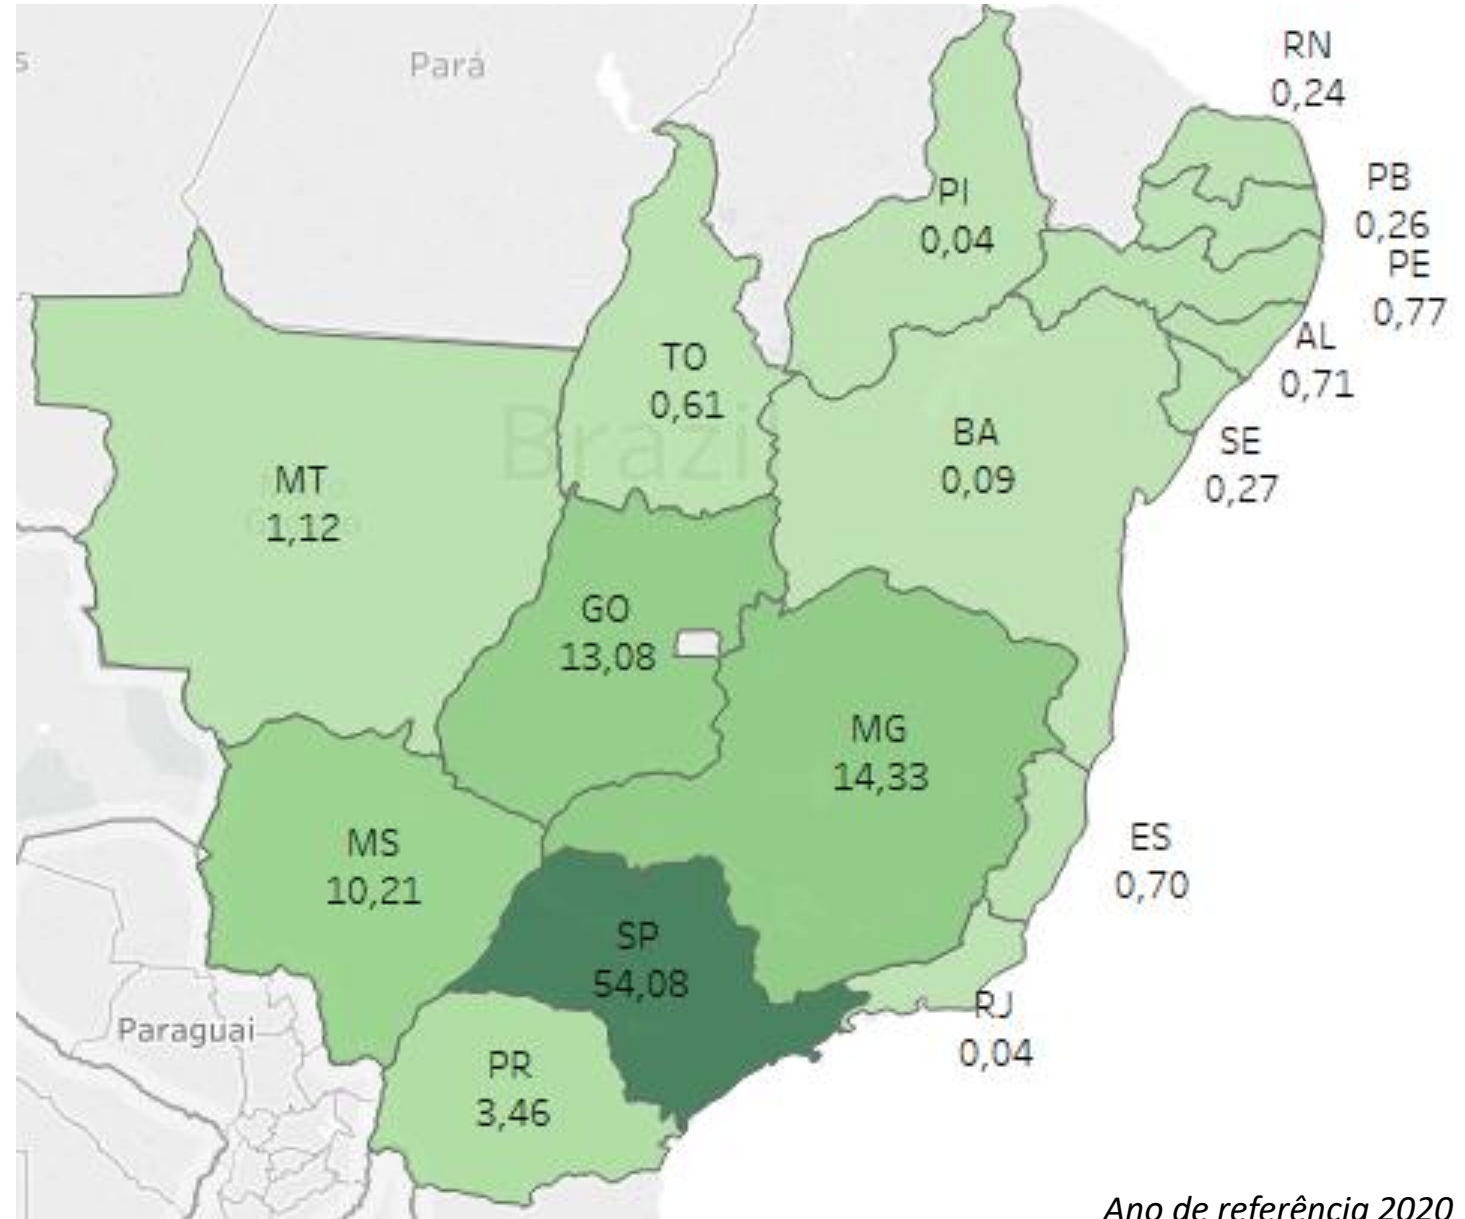 s
Pará
RN
0,24
PI
0,04
PB
0,26
PE
0,77
AL
0,71
TO
0,61
Brazi
BA
0,09
SE
0,27
MT
1,12
GO
13,08
MG
14,33
MS
10,21
ES
0,70
SP
54,08
RJ
0,04
Paraguai
PR
3,46
Ano de referência 2020